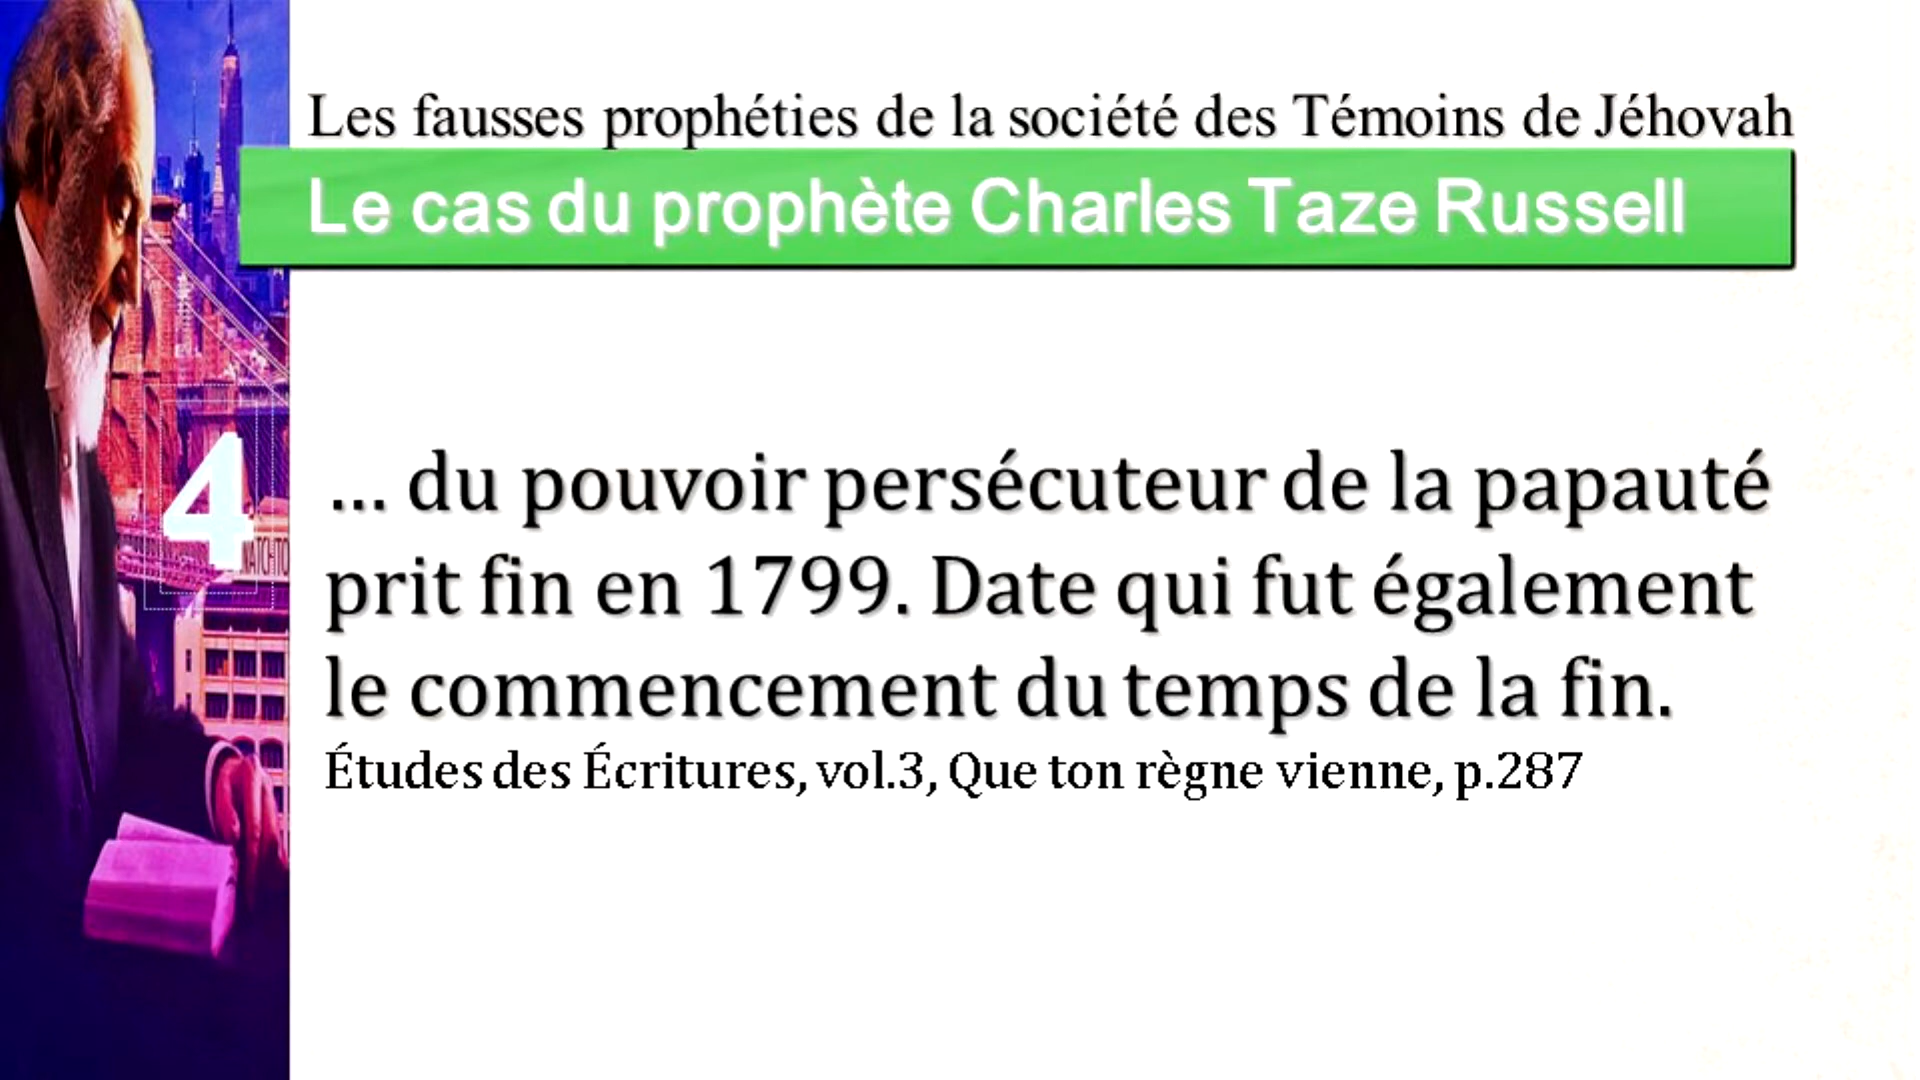 Les fausses prophéties de la société des Témoins de Jéhovah
Le cas du prophète Charles Taze Russell
4
... du pouvoir persécuteur de la papauté
prit fin en 1799. Date qui fut également
le commencement du temps de la fin.
Études des Écritures, vol.3, Que ton règne vienne, p.287